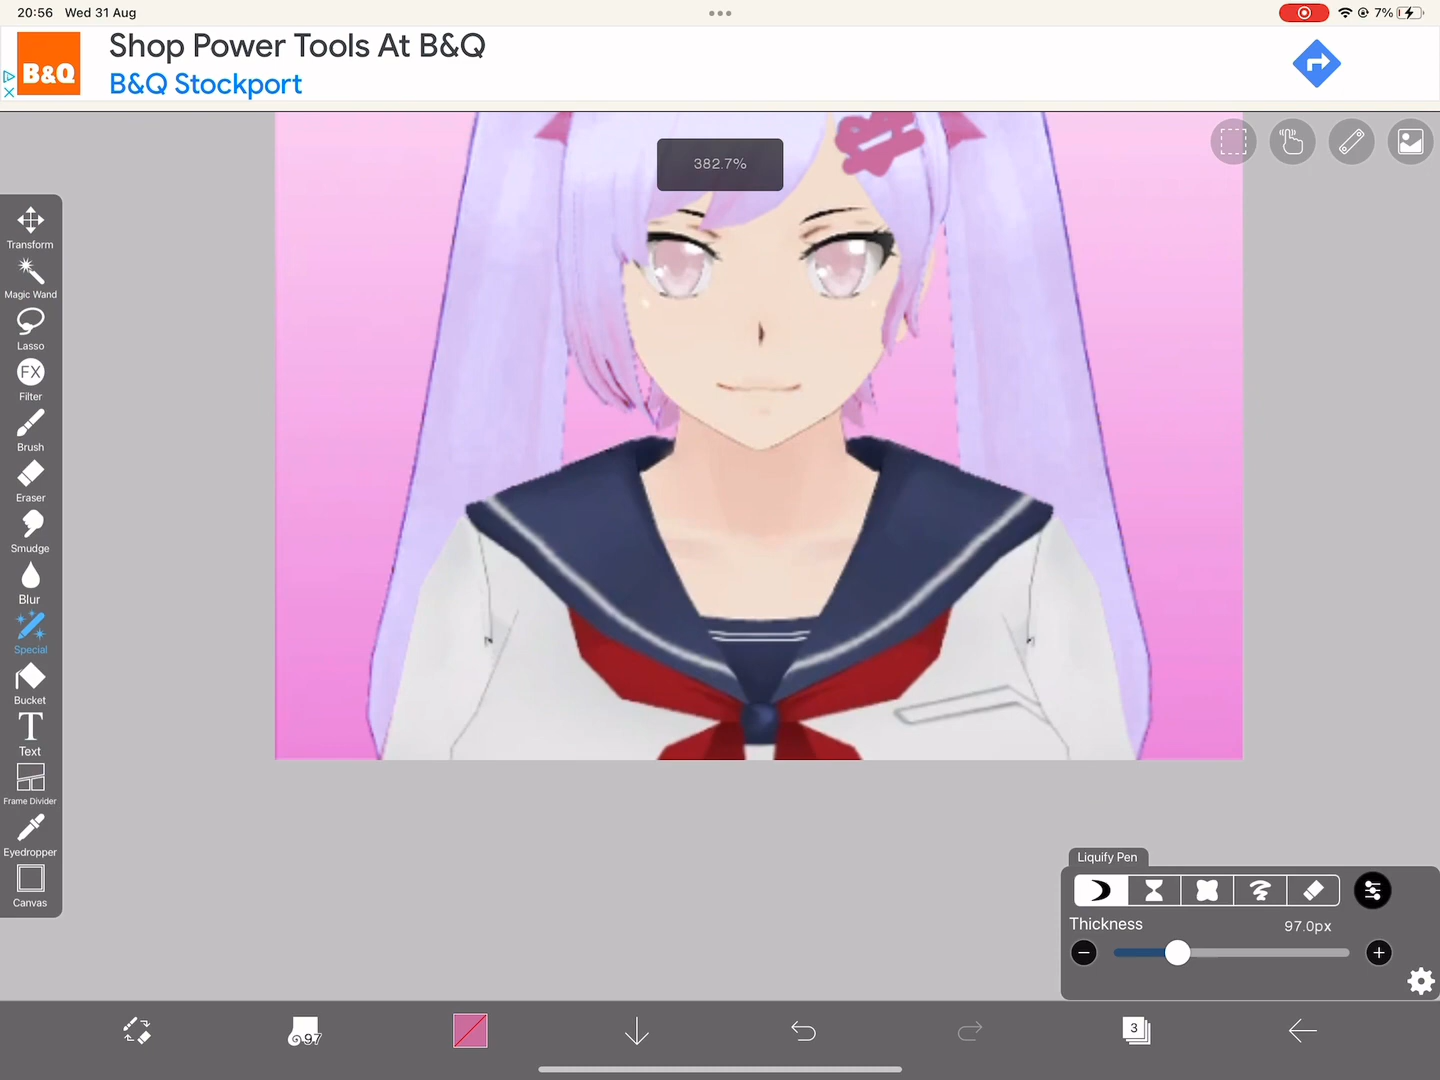 20:56 Wed 31 Aug
7%
Shop Power Tools At B&Q
B&Q
B&Q Stockport
382.7%
Transform
Magic Wand
Lasso
FX
Filter
Brush
Eraser
Smudge
Blur
Special
Bucket
T
Text
Frame Divider
Eyedropper
Canvas
Liquify Pen
Thickness
97.0px
97
3